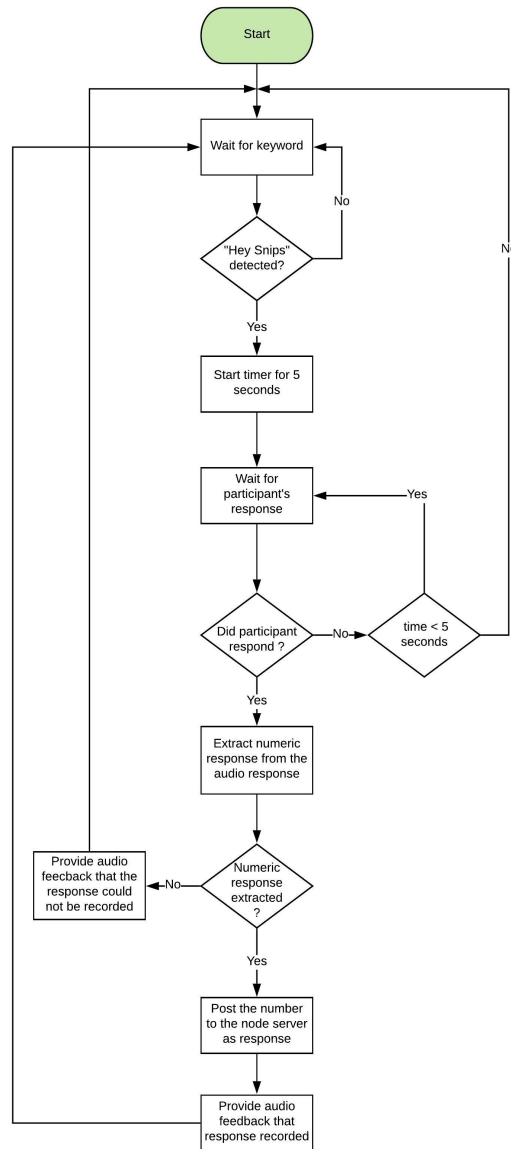 Start
Wait for keyword
No
"Hey Snips"
detected?
Yes
Start timer for 5
seconds
Wait for
participant's
response
Yes
Did participant
respond ?
No
time < 5
seconds
Yes
Extract numeric
response from the
audio response
Numeric
response
extracted
?
No
Provide audio
feecback that the
response could
not be recorded
Yes
Post the number
to the node server
as response
Provide audio
feedback that
response recorded